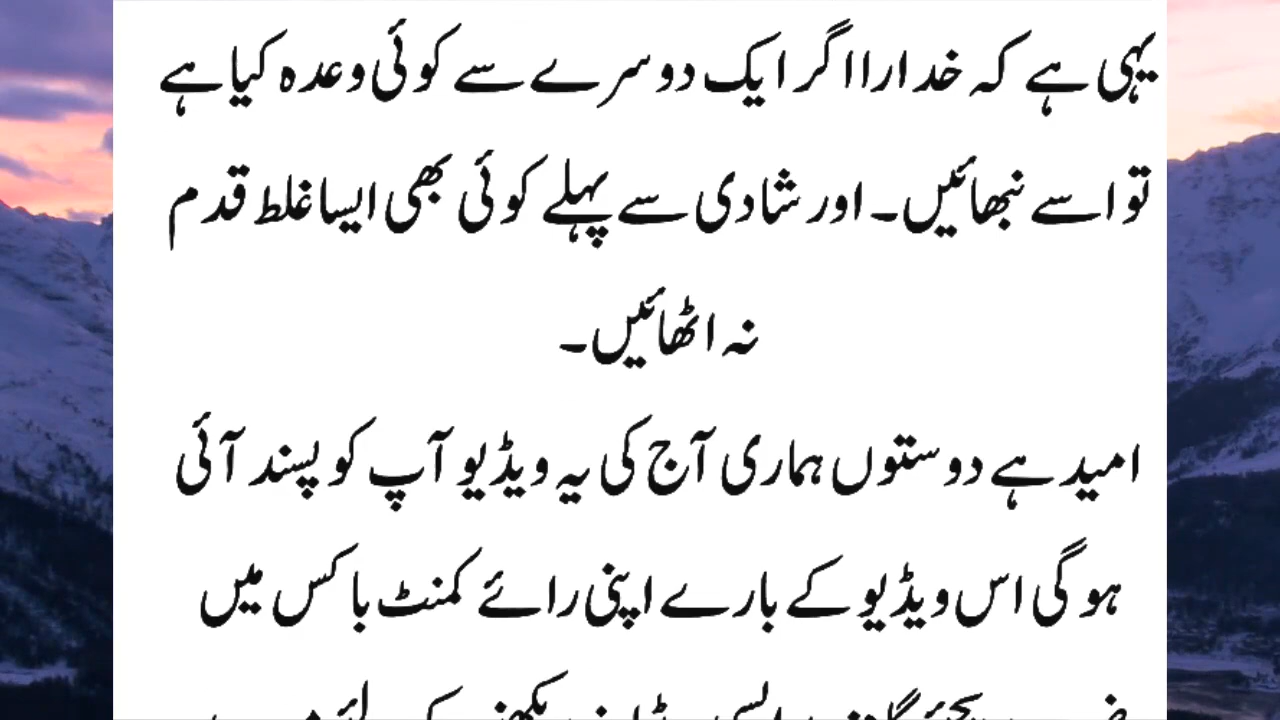 یہی ہے کہ خدارا اگر ایک دوسرے سے کوئی وعدہ کیا ہے
تو اسے نبھائیں۔ اور شادی سے پہلے کوئی بھی ایسا غلط قدم
نہ اٹھائیں۔
امید ہے دوستوں ہماری آج کی یہ ویڈیو آپ کو پسند آئی
ہوگی اس ویڈیو کے بارے اپنی رائے کمنٹ باکس میں